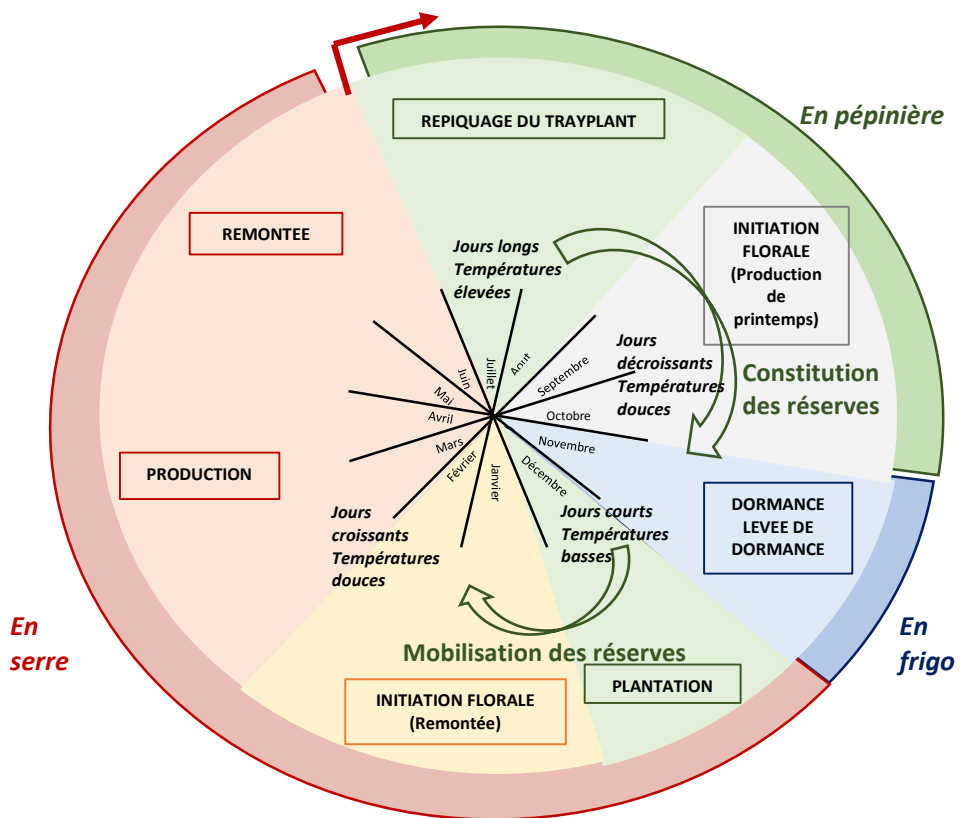 REPIQUAGE DU TRAYPLANT
En pépinière
REMONTEE
INITIATION
FLORALE
(Production
de
printemps)
Jours longs
Températures
élevées
Jours
décroissants
Températures
douces
Constitution
des réserves
Juin
Juillet
Août
Septembre
Mai
Avril
Octobre
Mars
Novembre
Février
Janvier
Décembre
PRODUCTION
DORMANCE
LEVEE DE
DORMANCE
Jours
croissants
Températures
douces
Jours courts
Températures
basses
En
serre
En
frigo
Mobilisation des réserves
PLANTATION
INITIATION FLORALE
(Remontée)